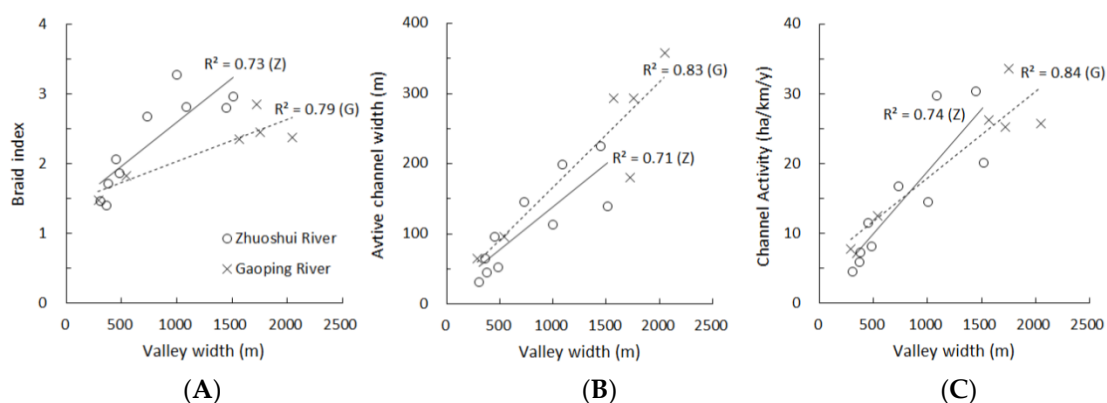 4
3
2
1
0
Braid index
R² = 0.73 (Z)
R² = 0.79 (G)
Zhuoshui River
Gaoping River
0 500 1000 1500 2000 2500
Valley width (m)
(A)
400
300
200
100
0
Avtive channel width (m)
R² = 0.83 (G)
R² = 0.71 (Z)
0 500 1000 1500 2000 2500
Valley width (m)
(B)
40
30
20
10
0
Channel Activity (ha/km/y)
R² = 0.84 (G)
R² = 0.74 (Z)
0 500 1000 1500 2000 2500
Valley width (m)
(C)